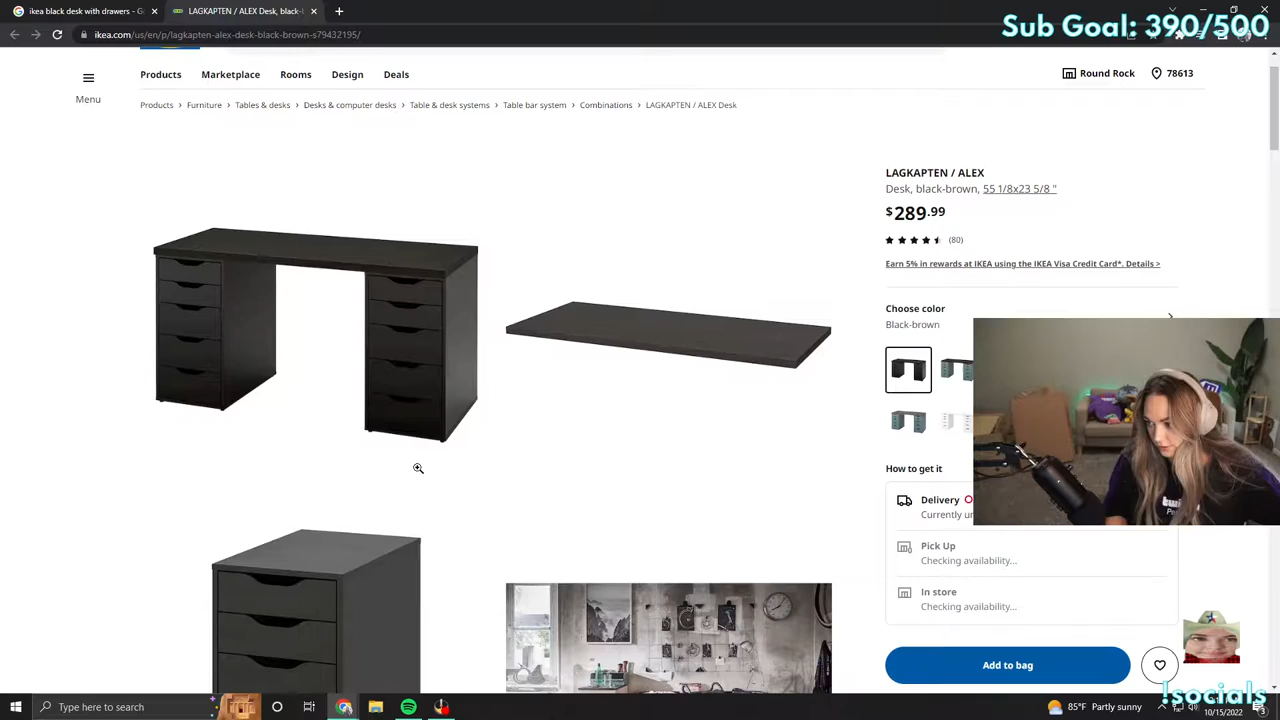 ikea black desk with drawers - G
LAGKAPTEN / ALEX Desk, black-b
Sub Goal: 390/500
ikea.com/us/en/p/lagkapten-alex-desk-black-brown-s79432195/
Menu
Products
Marketplace
Rooms
Design
Deals
Round Rock
78613
Products > Furniture > Tables & desks > Desks & computer desks > Table & desk systems > Table bar system > Combinations > LAGKAPTEN / ALEX Desk
LAGKAPTEN / ALEX
Desk, black-brown, 55 1/8x23 5/8 "
$289.99
(80)
Earn 5% in rewards at IKEA using the IKEA Visa Credit Card*. Details >
Choose color
Black-brown
How to get it
Delivery
Currently un
Pick Up
Checking availability...
In store
Checking availability...
Add to bag
!socials
Type here to search
85°F Partly sunny
10/15/2022
3